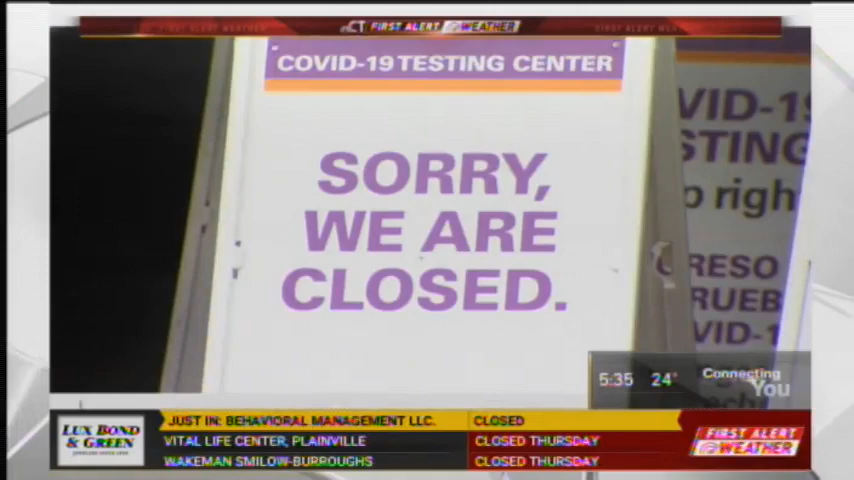 CT FIRST ALERT WEATHER
COVID-19 TESTING CENTER
SORRY,
WE ARE
CLOSED.
VID-19
STING
p right
RESO
RUEB
VID-1
5:35 24° Connecting
You
LUX BOND
& GREEN
JUST IN: BEHAVIORAL MANAGEMENT LLC. CLOSED
VITAL LIFE CENTER, PLAINVILLE CLOSED THURSDAY
WAKEMAN SMILOW-BURROUGHS CLOSED THURSDAY
FIRST ALERT
WEATHER